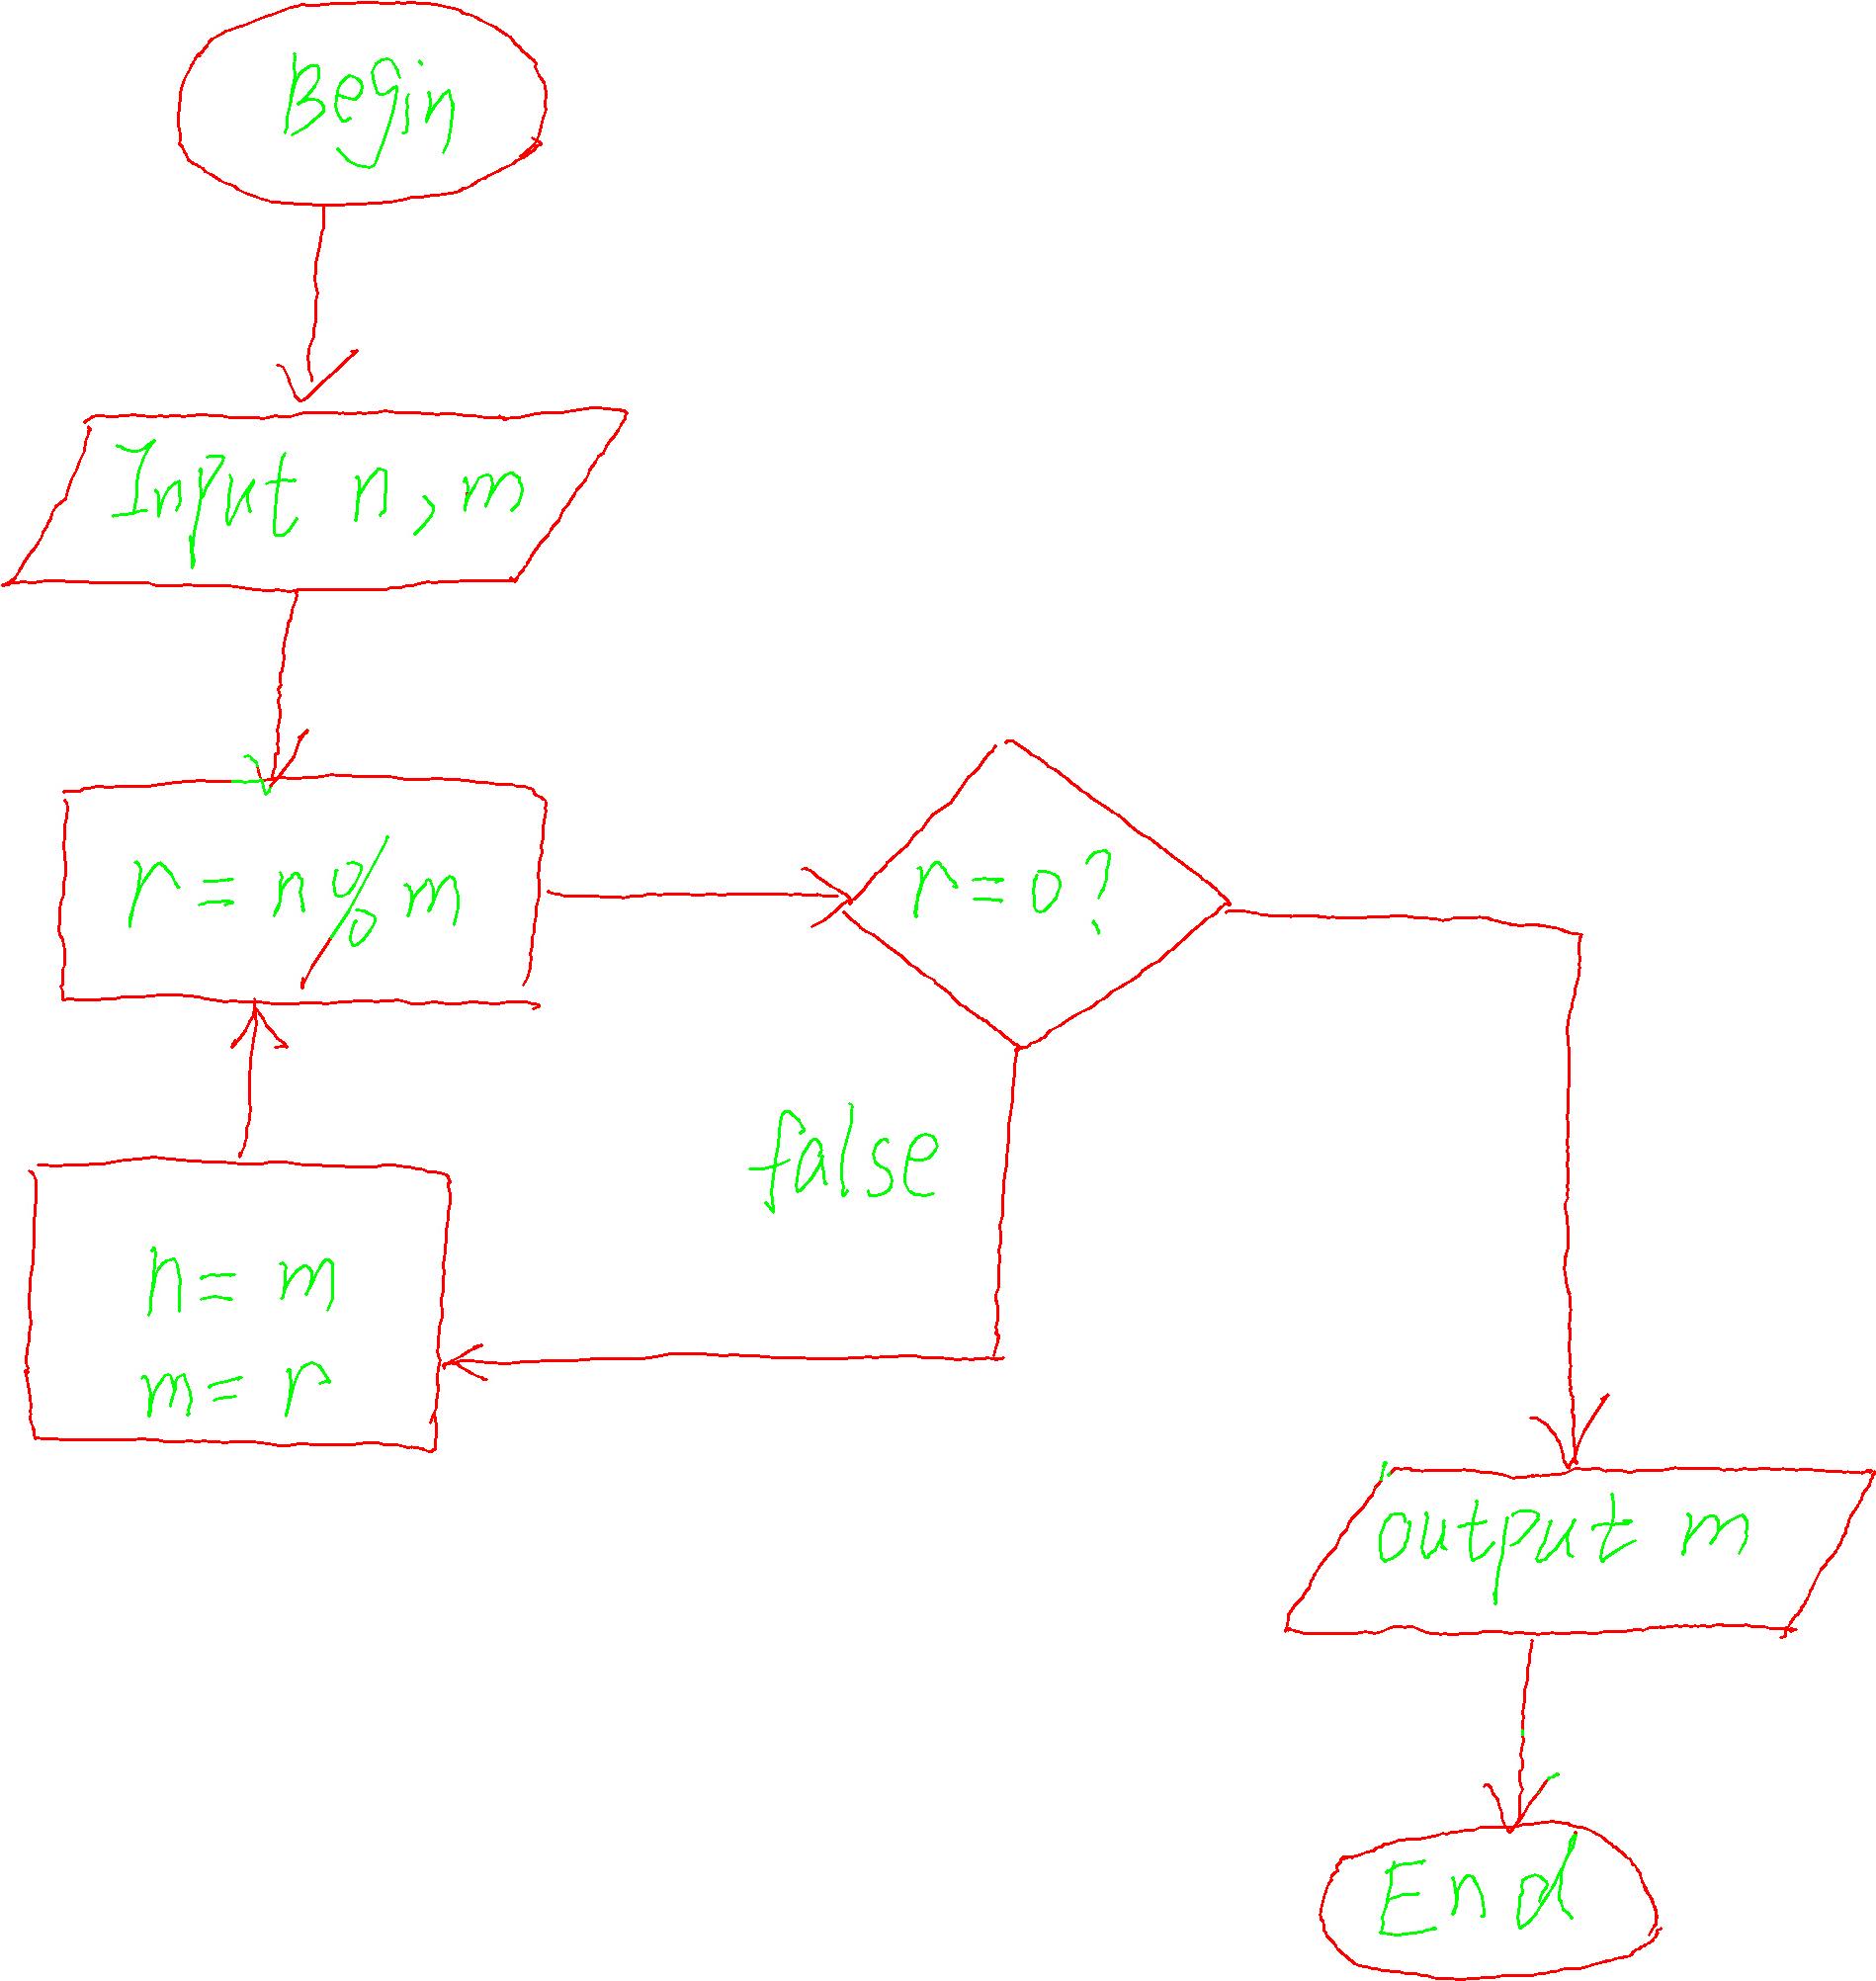 Begin
Input n, m
r = n % m
r = 0 ?
false
n = m
m = r
output m
End